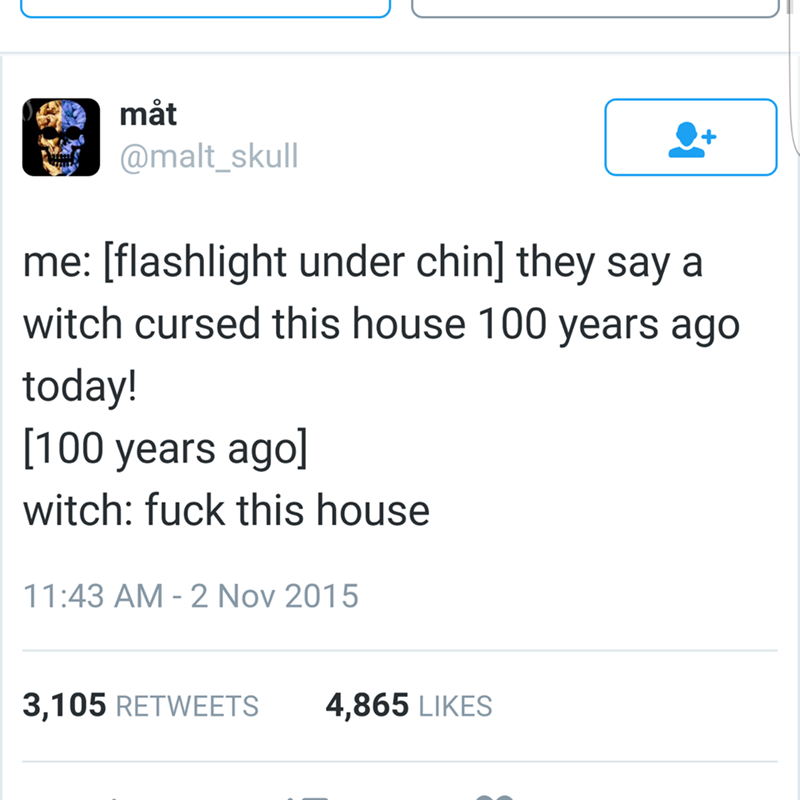 måt
@malt_skull
me: [flashlight under chin] they say a
witch cursed this house 100 years ago
today!
[100 years ago]
witch: fuck this house
11:43 AM - 2 Nov 2015
3,105 RETWEETS 4,865 LIKES